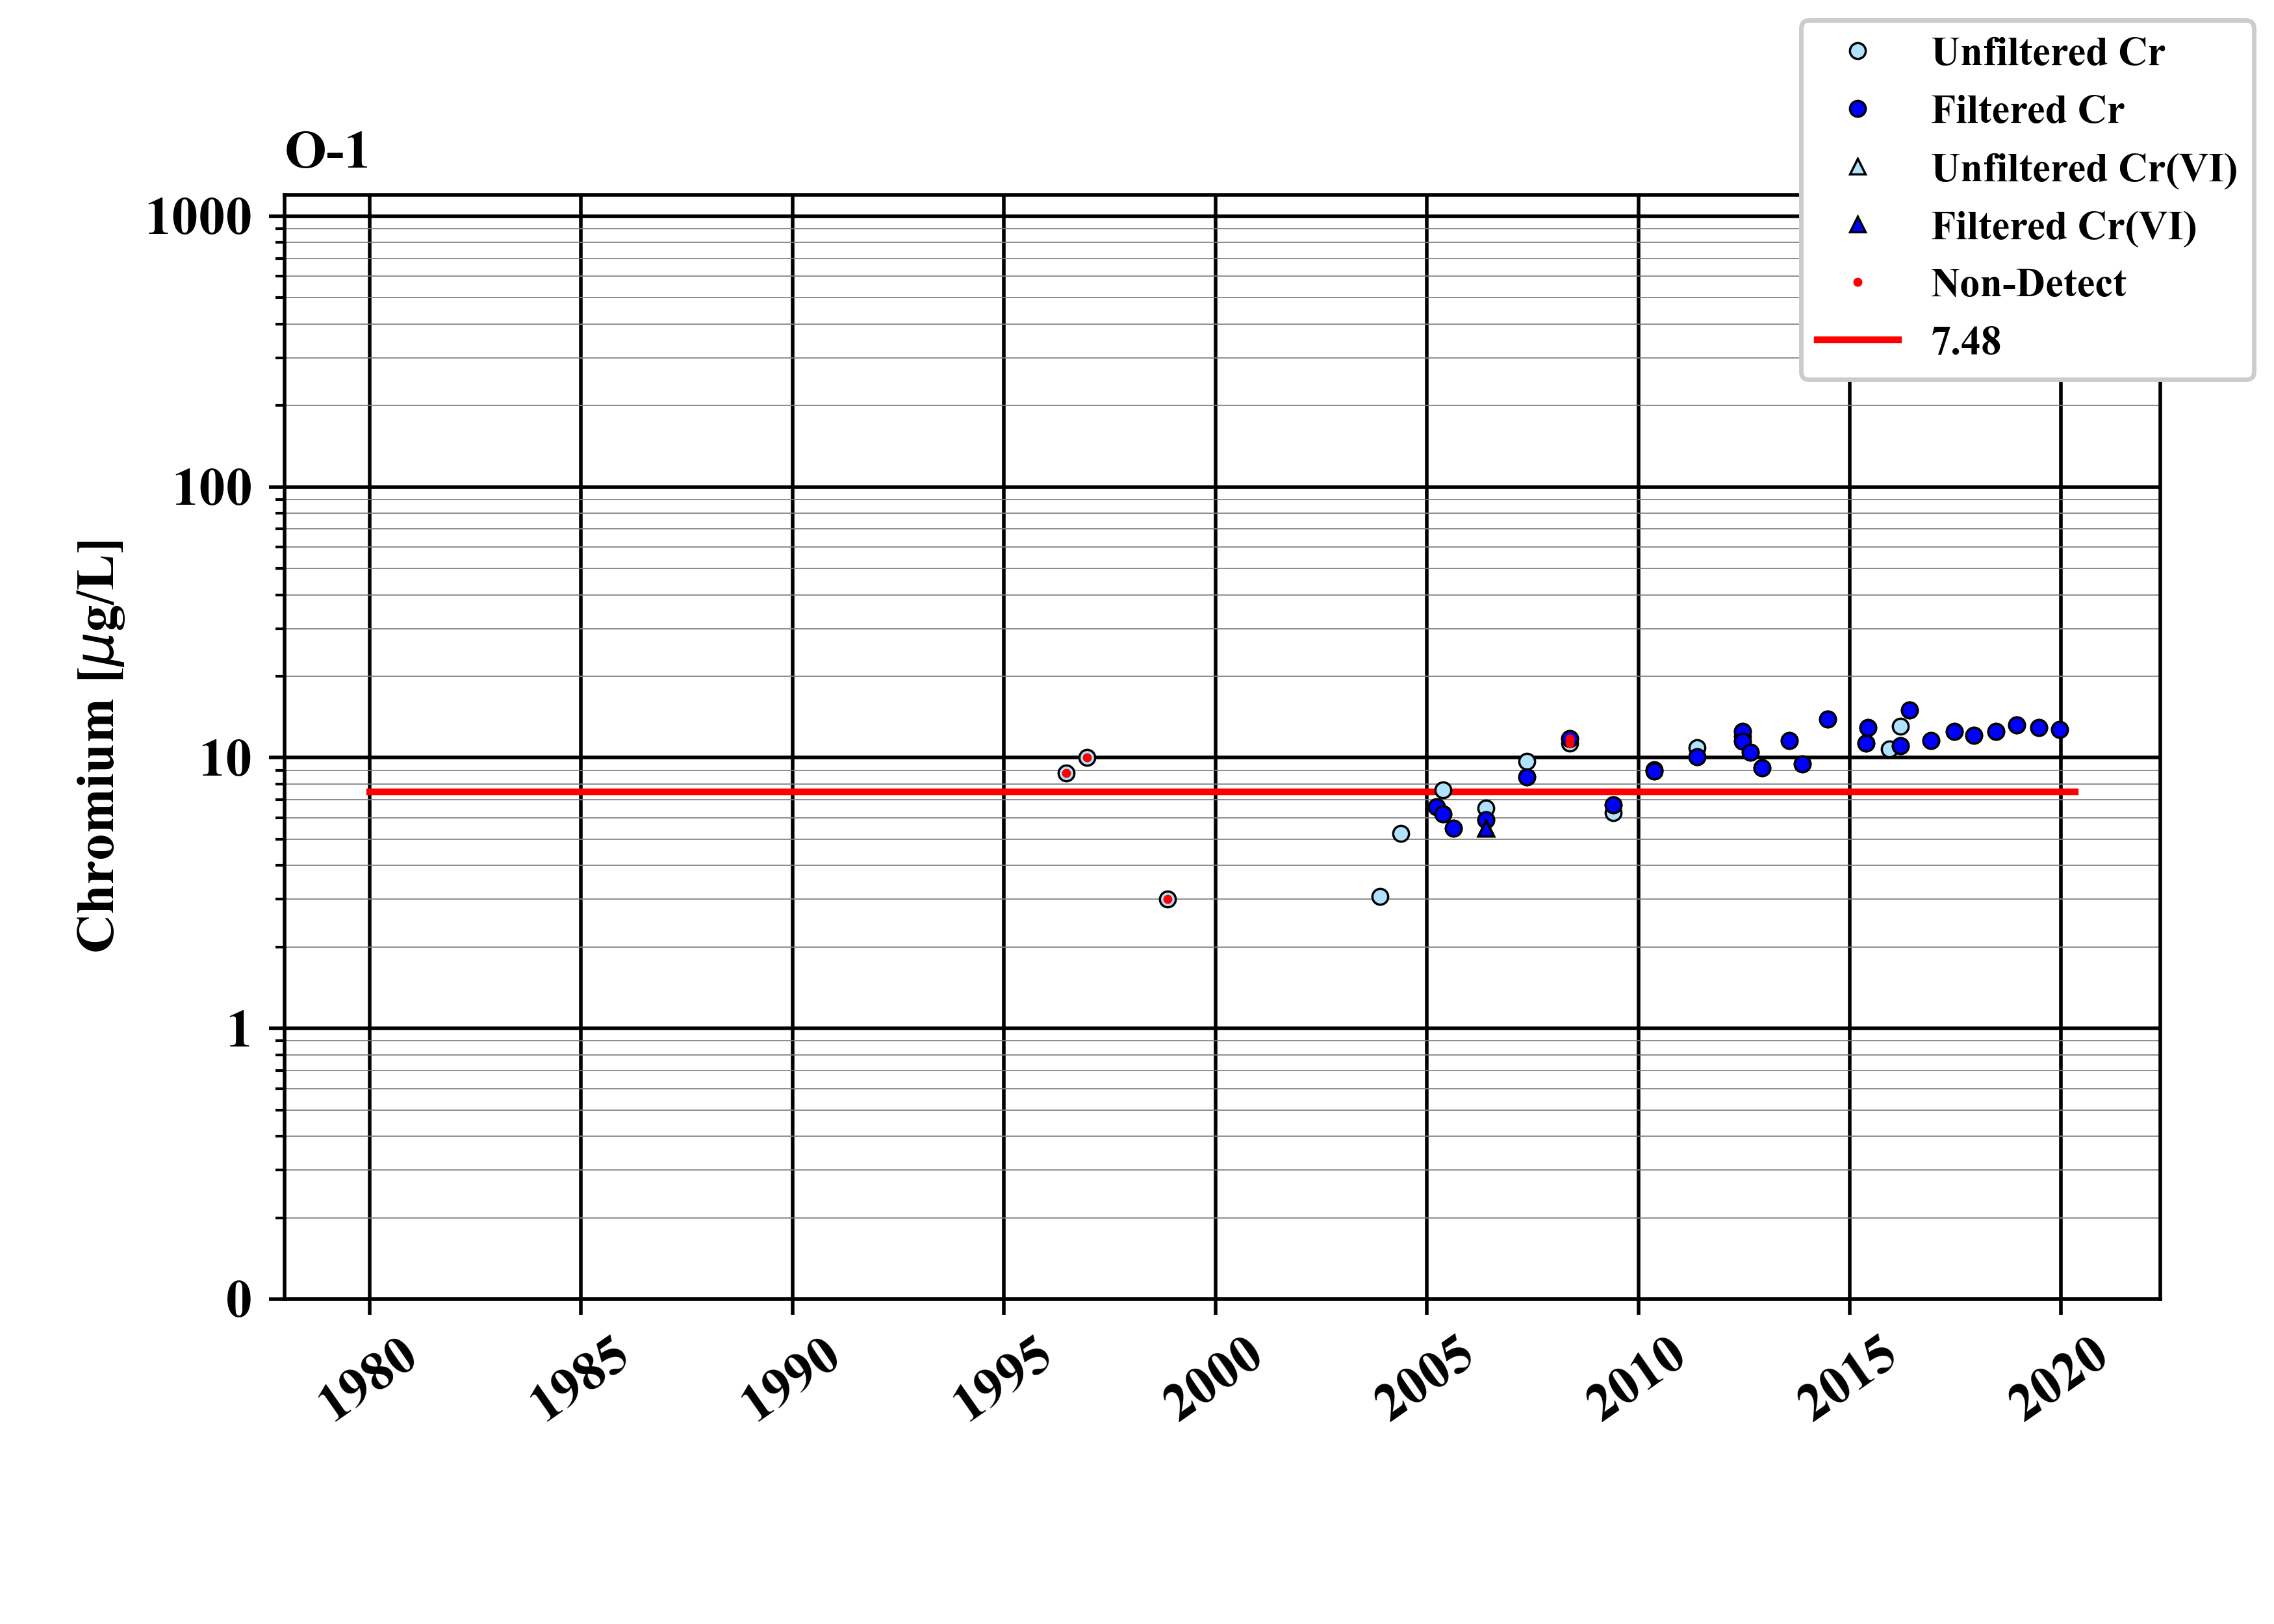 Unfiltered Cr
Filtered Cr
Unfiltered Cr(VI)
Filtered Cr(VI)
Non-Detect
7.48
O-1
1000
100
10
1
0
Chromium [μg/L]
1980
1985
1990
1995
2000
2005
2010
2015
2020